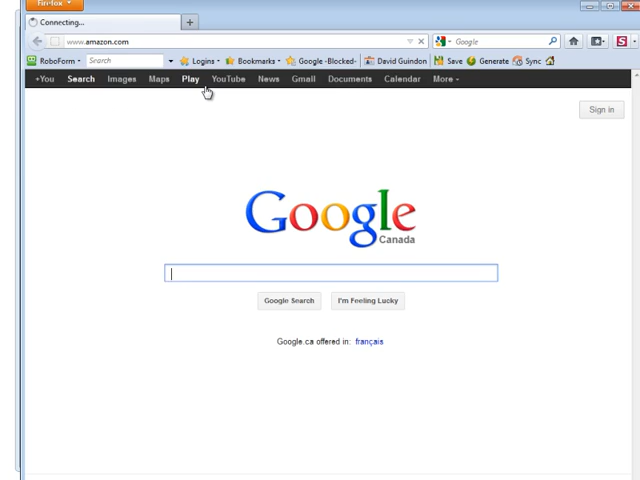 Firefox
Connecting...
www.amazon.com
Google
RoboForm
Search
Logins
Bookmarks
Google -Blocked-
David Guindon
Save
Generate
Sync
+You Search Images Maps Play YouTube News Gmail Documents Calendar More
Sign in
Google
Canada
Google Search
I'm Feeling Lucky
Google.ca offered in: français